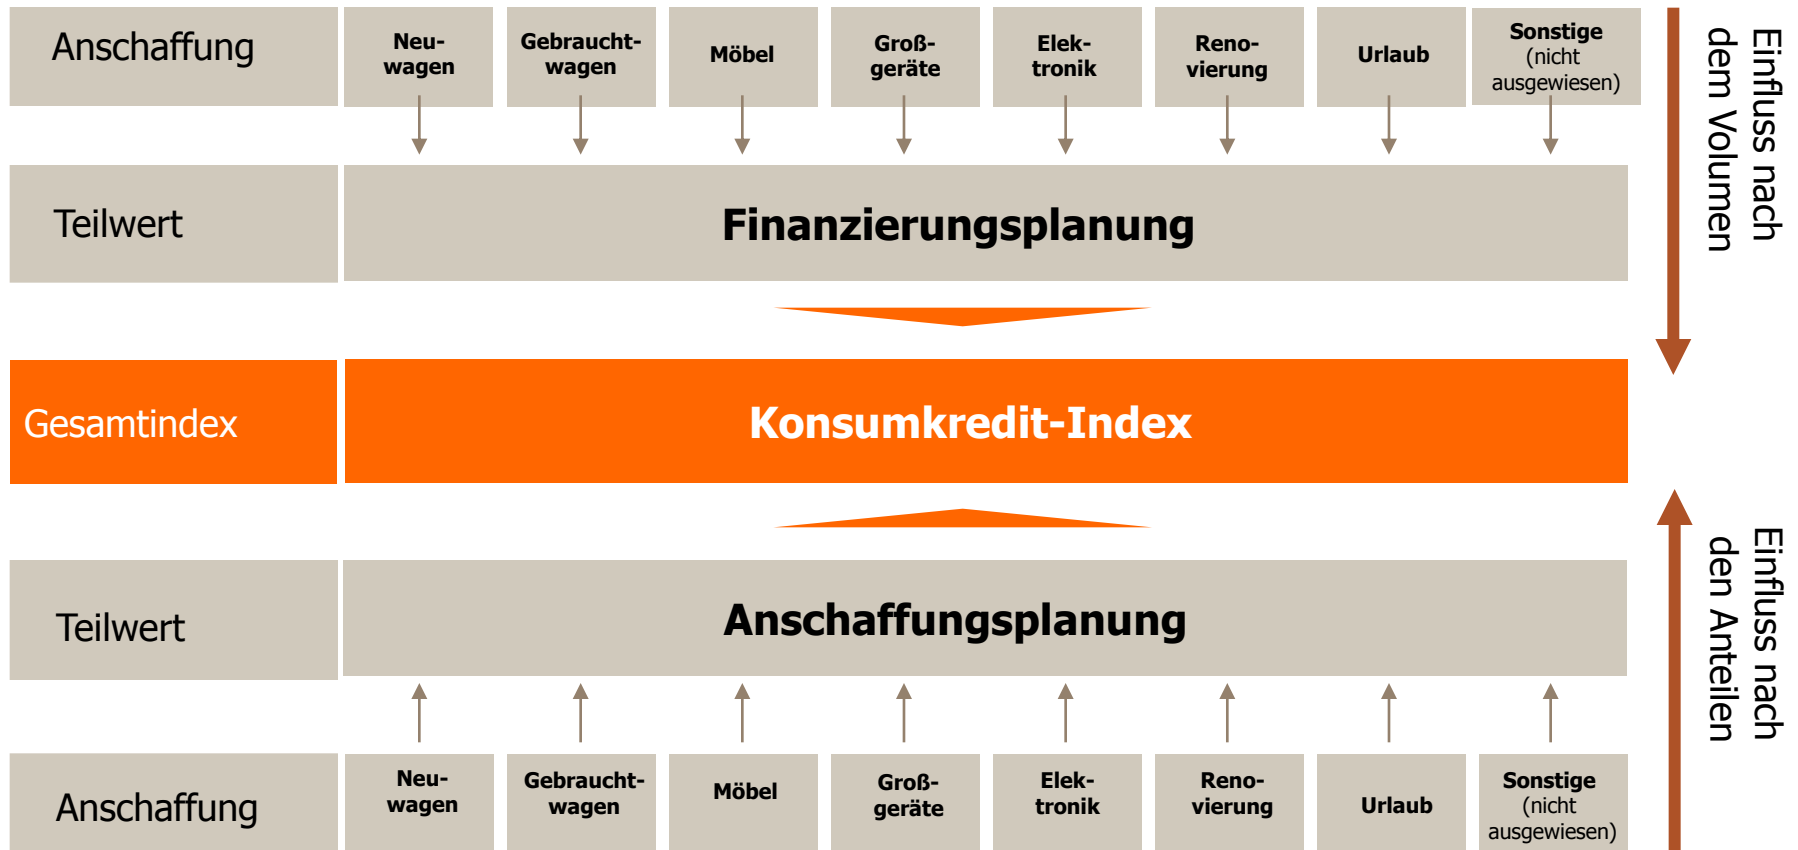 Anschaffung
Neu-
wagen
Gebraucht-
wagen
Möbel
Groß-
geräte
Elek-
tronik
Reno-
vierung
Urlaub
Sonstige
(nicht
ausgewiesen)
Einfluss nach
dem Volumen
Teilwert
Finanzierungsplanung
Gesamtindex
Konsumkredit-Index
Teilwert
Anschaffungsplanung
Einfluss nach
den Anteilen
Anschaffung
Neu-
wagen
Gebraucht-
wagen
Möbel
Groß-
geräte
Elek-
tronik
Reno-
vierung
Urlaub
Sonstige
(nicht
ausgewiesen)